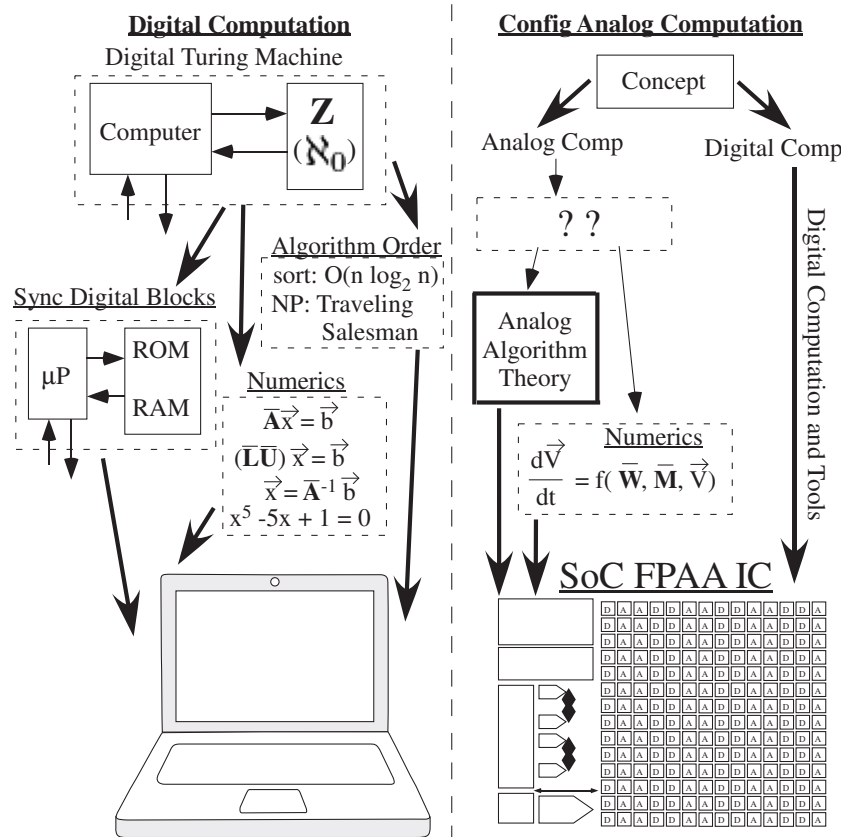 Digital Computation
Digital Turing Machine
Computer
Z
(ℵ₀)
Sync Digital Blocks
μP
ROM
RAM
Algorithm Order
sort: O(n log₂ n)
NP: Traveling
Salesman
Numerics
A̅x⃗ = b⃗
(L̅U̅) x⃗ = b⃗
x⃗ = A̅⁻¹ b⃗
x⁵ -5x + 1 = 0
Config Analog Computation
Concept
Analog Comp
Digital Comp
? ?
Analog
Algorithm
Theory
Numerics
dV⃗/dt = f( W̅, M̅, V⃗)
Digital Computation and Tools
SoC FPAA IC
D A A D D A A D D A A D D A
D A A D D A A D D A A D D A
D A A D D A A D D A A D D A
D A A D D A A D D A A D D A
D A A D D A A D D A A D D A
D A A D D A A D D A A D D A
D A A D D A A D D A A D D A
D A A D D A A D D A A D D A
D A A D D A A D D A A D D A
D A A D D A A D D A A D D A
D A A D D A A D D A A D D A
D A A D D A A D D A A D D A
D A A D D A A D D A A D D A
D A A D D A A D D A A D D A